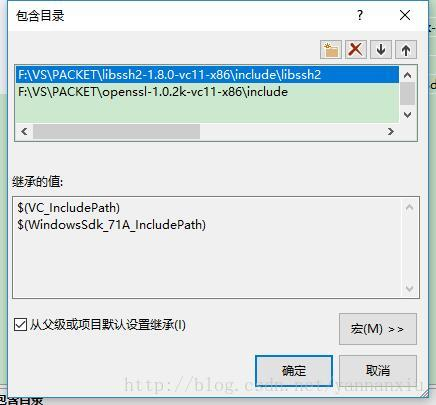 包含目录
F:\VS\PACKET\libssh2-1.8.0-vc11-x86\include\libssh2
F:\VS\PACKET\openssl-1.0.2k-vc11-x86\include
继承的值:
$(VC_IncludePath)
$(WindowsSdk_71A_IncludePath)
从父级或项目默认设置继承(I)
宏(M) >>
确定
取消
http://blog.csdn.net/yannanxiu
包含目录